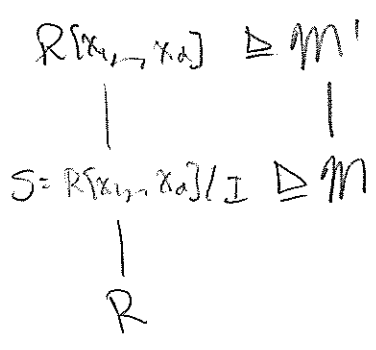 R[x₁,..., x_d] ⊵ m'
S = R[x₁,..., x_d]/I ⊵ m
R